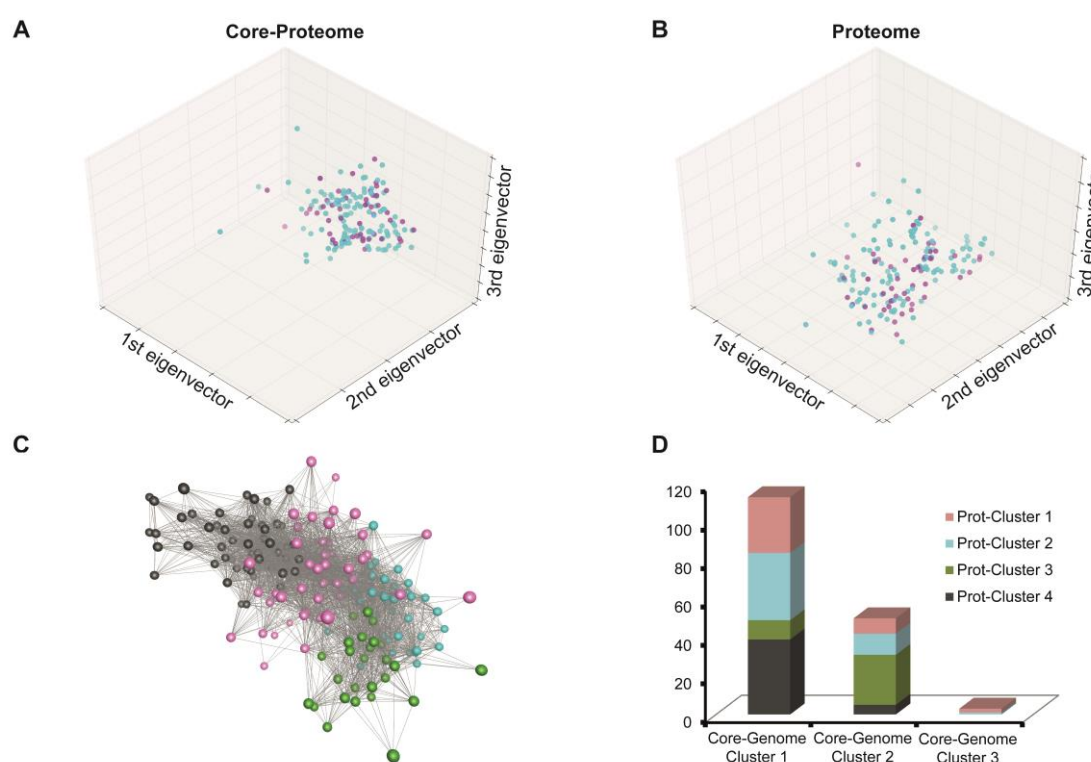 A
Core-Proteome
3rd eigenvector
1st eigenvector
2nd eigenvector
B
Proteome
3rd eigenvector
1st eigenvector
2nd eigenvector
C
D
120
100
80
60
40
20
0
Prot-Cluster 1
Prot-Cluster 2
Prot-Cluster 3
Prot-Cluster 4
Core-Genome
Cluster 1
Core-Genome
Cluster 2
Core-Genome
Cluster 3